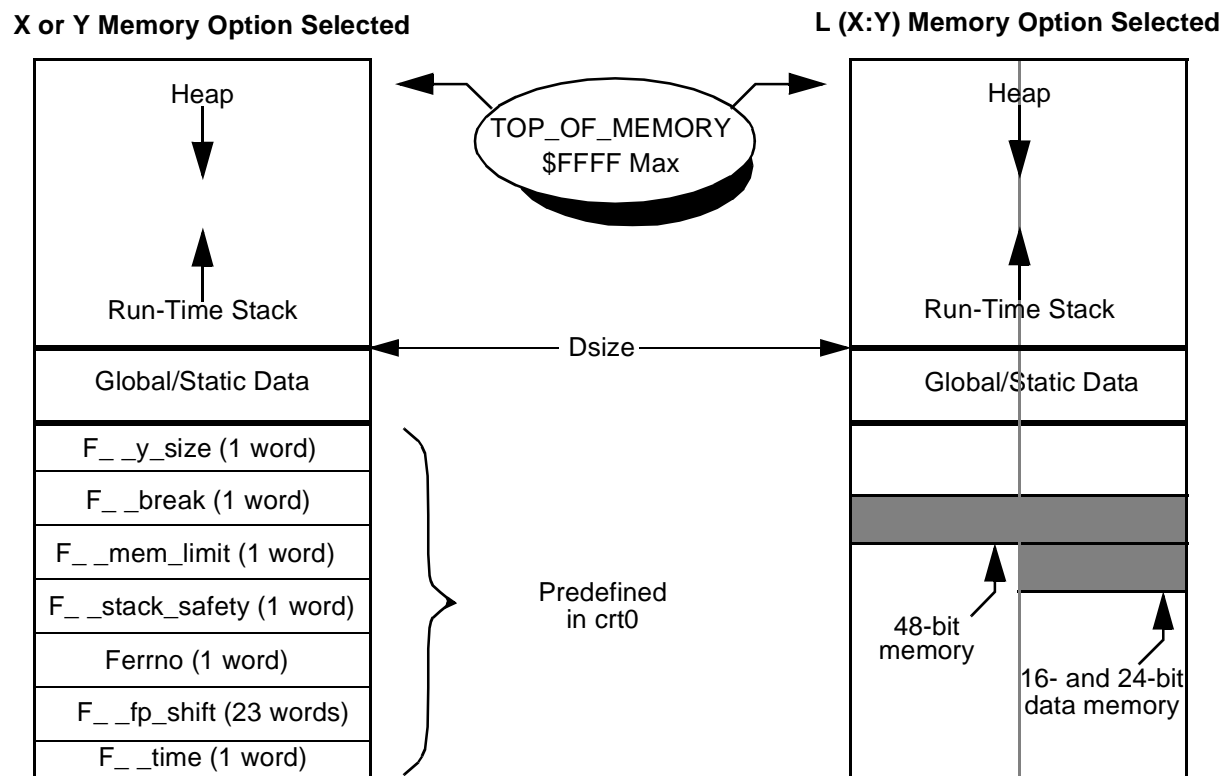 X or Y Memory Option Selected
L (X:Y) Memory Option Selected
Heap
TOP_OF_MEMORY
$FFFF Max
Heap
Run-Time Stack
Run-Time Stack
Dsize
Global/Static Data
Global/Static Data
F_ _y_size (1 word)
F_ _break (1 word)
F_ _mem_limit (1 word)
F_ _stack_safety (1 word)
Ferrno (1 word)
F_ _fp_shift (23 words)
F_ _time (1 word)
Predefined
in crt0
48-bit
memory
16- and 24-bit
data memory